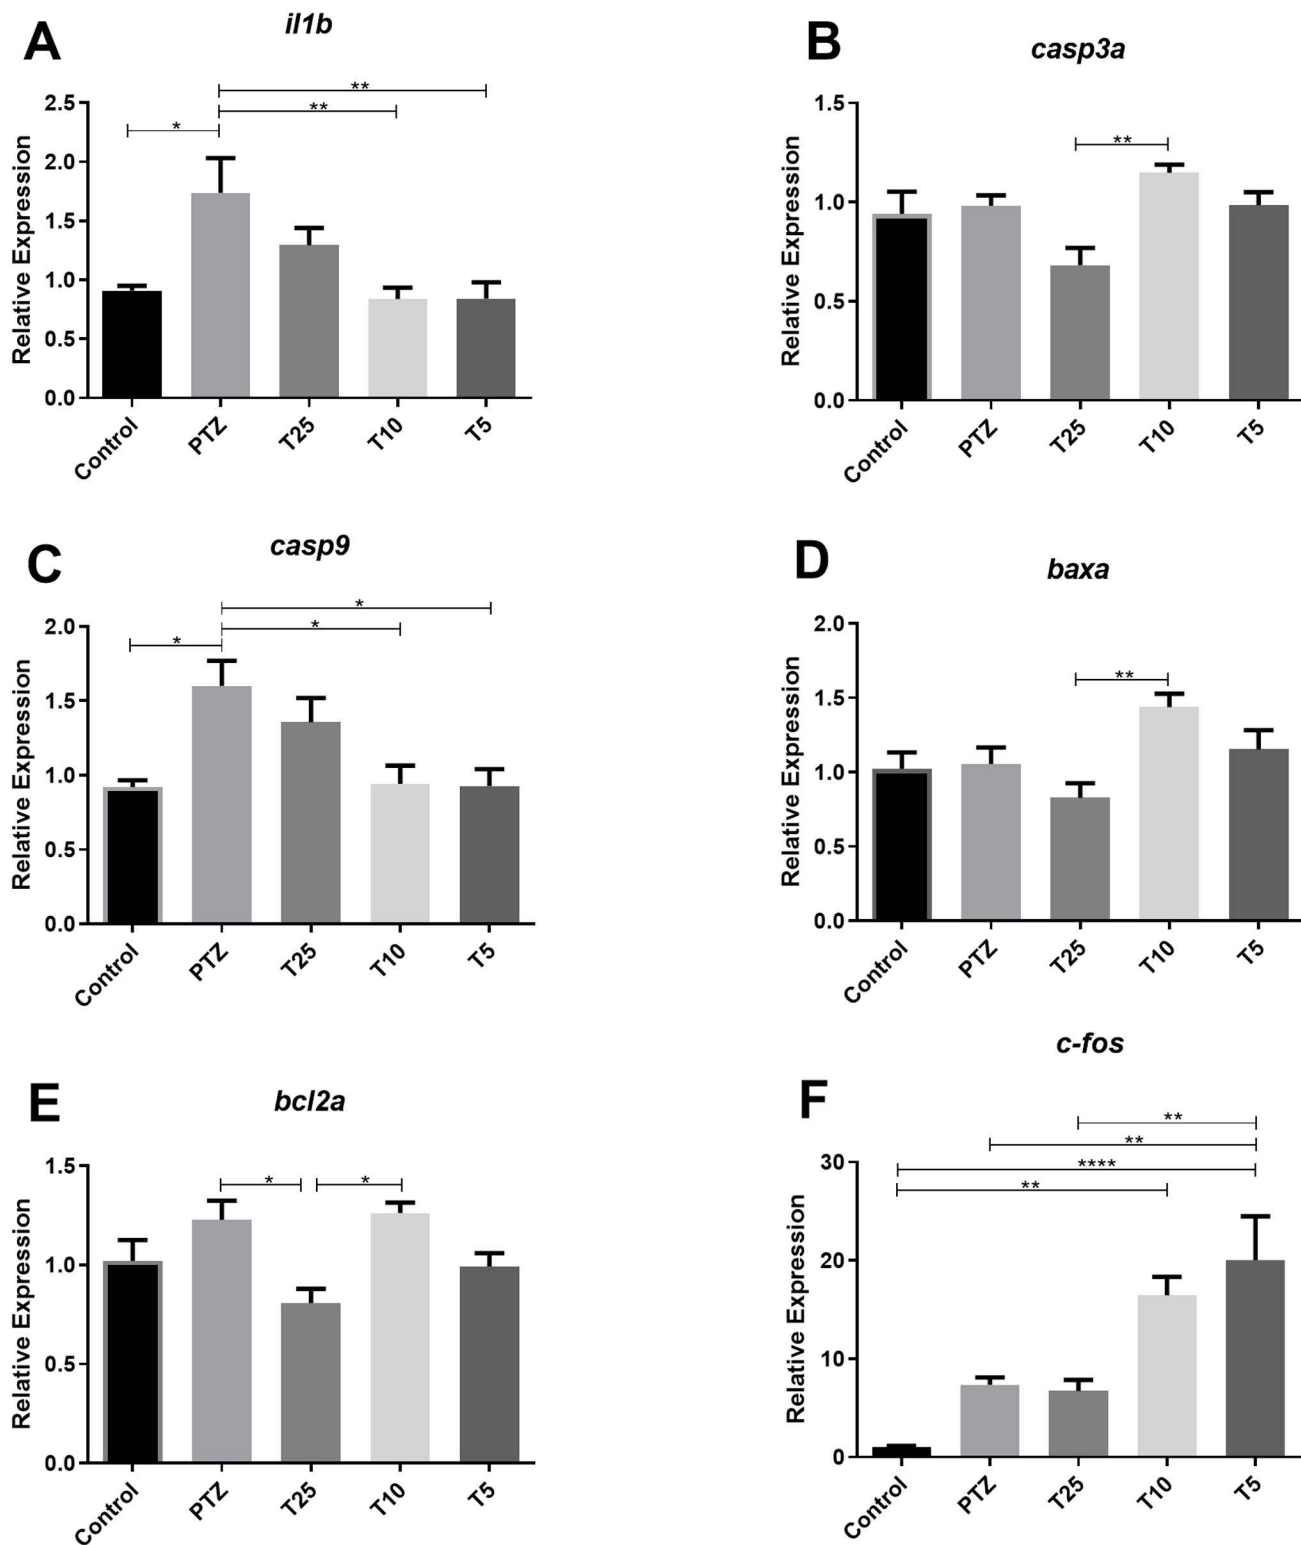 A
il1b
**
**
*
2.5
2.0
1.5
1.0
0.5
0.0
Relative Expression
Control
PTZ
T25
T10
T5
B
casp3a
**
1.5
1.0
0.5
0.0
Relative Expression
Control
PTZ
T25
T10
T5
C
casp9
*
*
*
2.0
1.5
1.0
0.5
0.0
Relative Expression
Control
PTZ
T25
T10
T5
D
baxa
**
2.0
1.5
1.0
0.5
0.0
Relative Expression
Control
PTZ
T25
T10
T5
E
bcl2a
*
*
1.5
1.0
0.5
0.0
Relative Expression
Control
PTZ
T25
T10
T5
F
c-fos
**
**
****
**
30
20
10
0
Relative Expression
Control
PTZ
T25
T10
T5